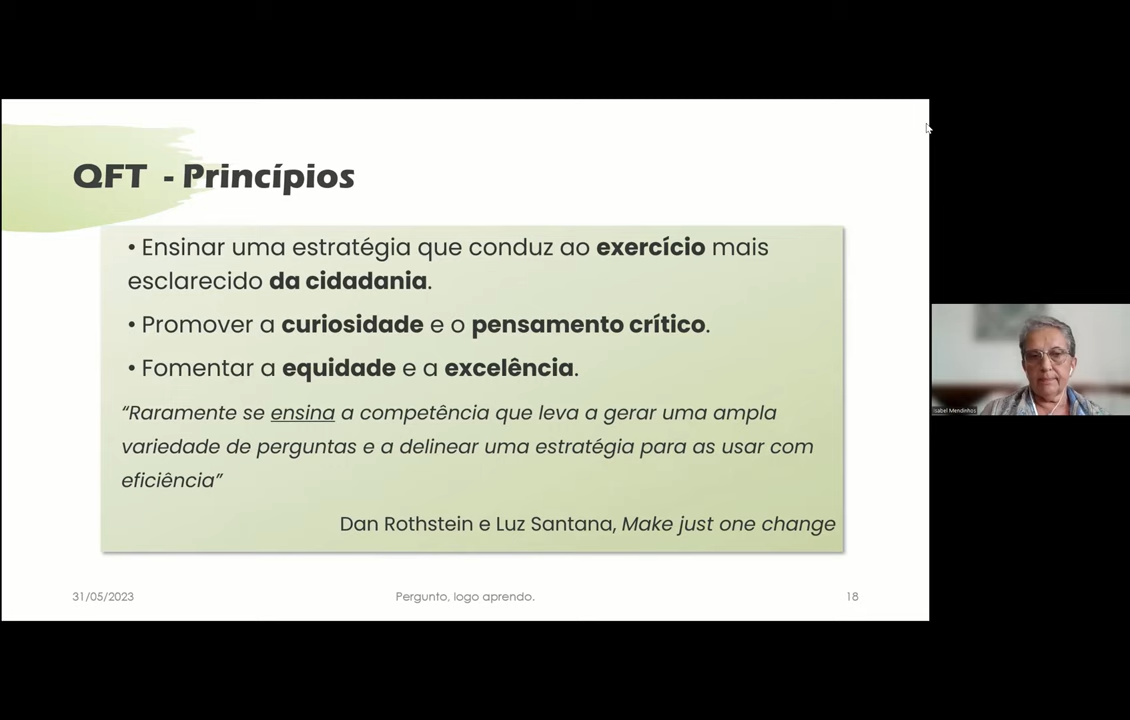 QFT - Princípios
• Ensinar uma estratégia que conduz ao exercício mais
esclarecido da cidadania.
• Promover a curiosidade e o pensamento crítico.
• Fomentar a equidade e a excelência.
“Raramente se ensina a competência que leva a gerar uma ampla
variedade de perguntas e a delinear uma estratégia para as usar com
eficiência”
Dan Rothstein e Luz Santana, Make just one change
31/05/2023
Pergunto, logo aprendo.
18
Isabel Mendinhos